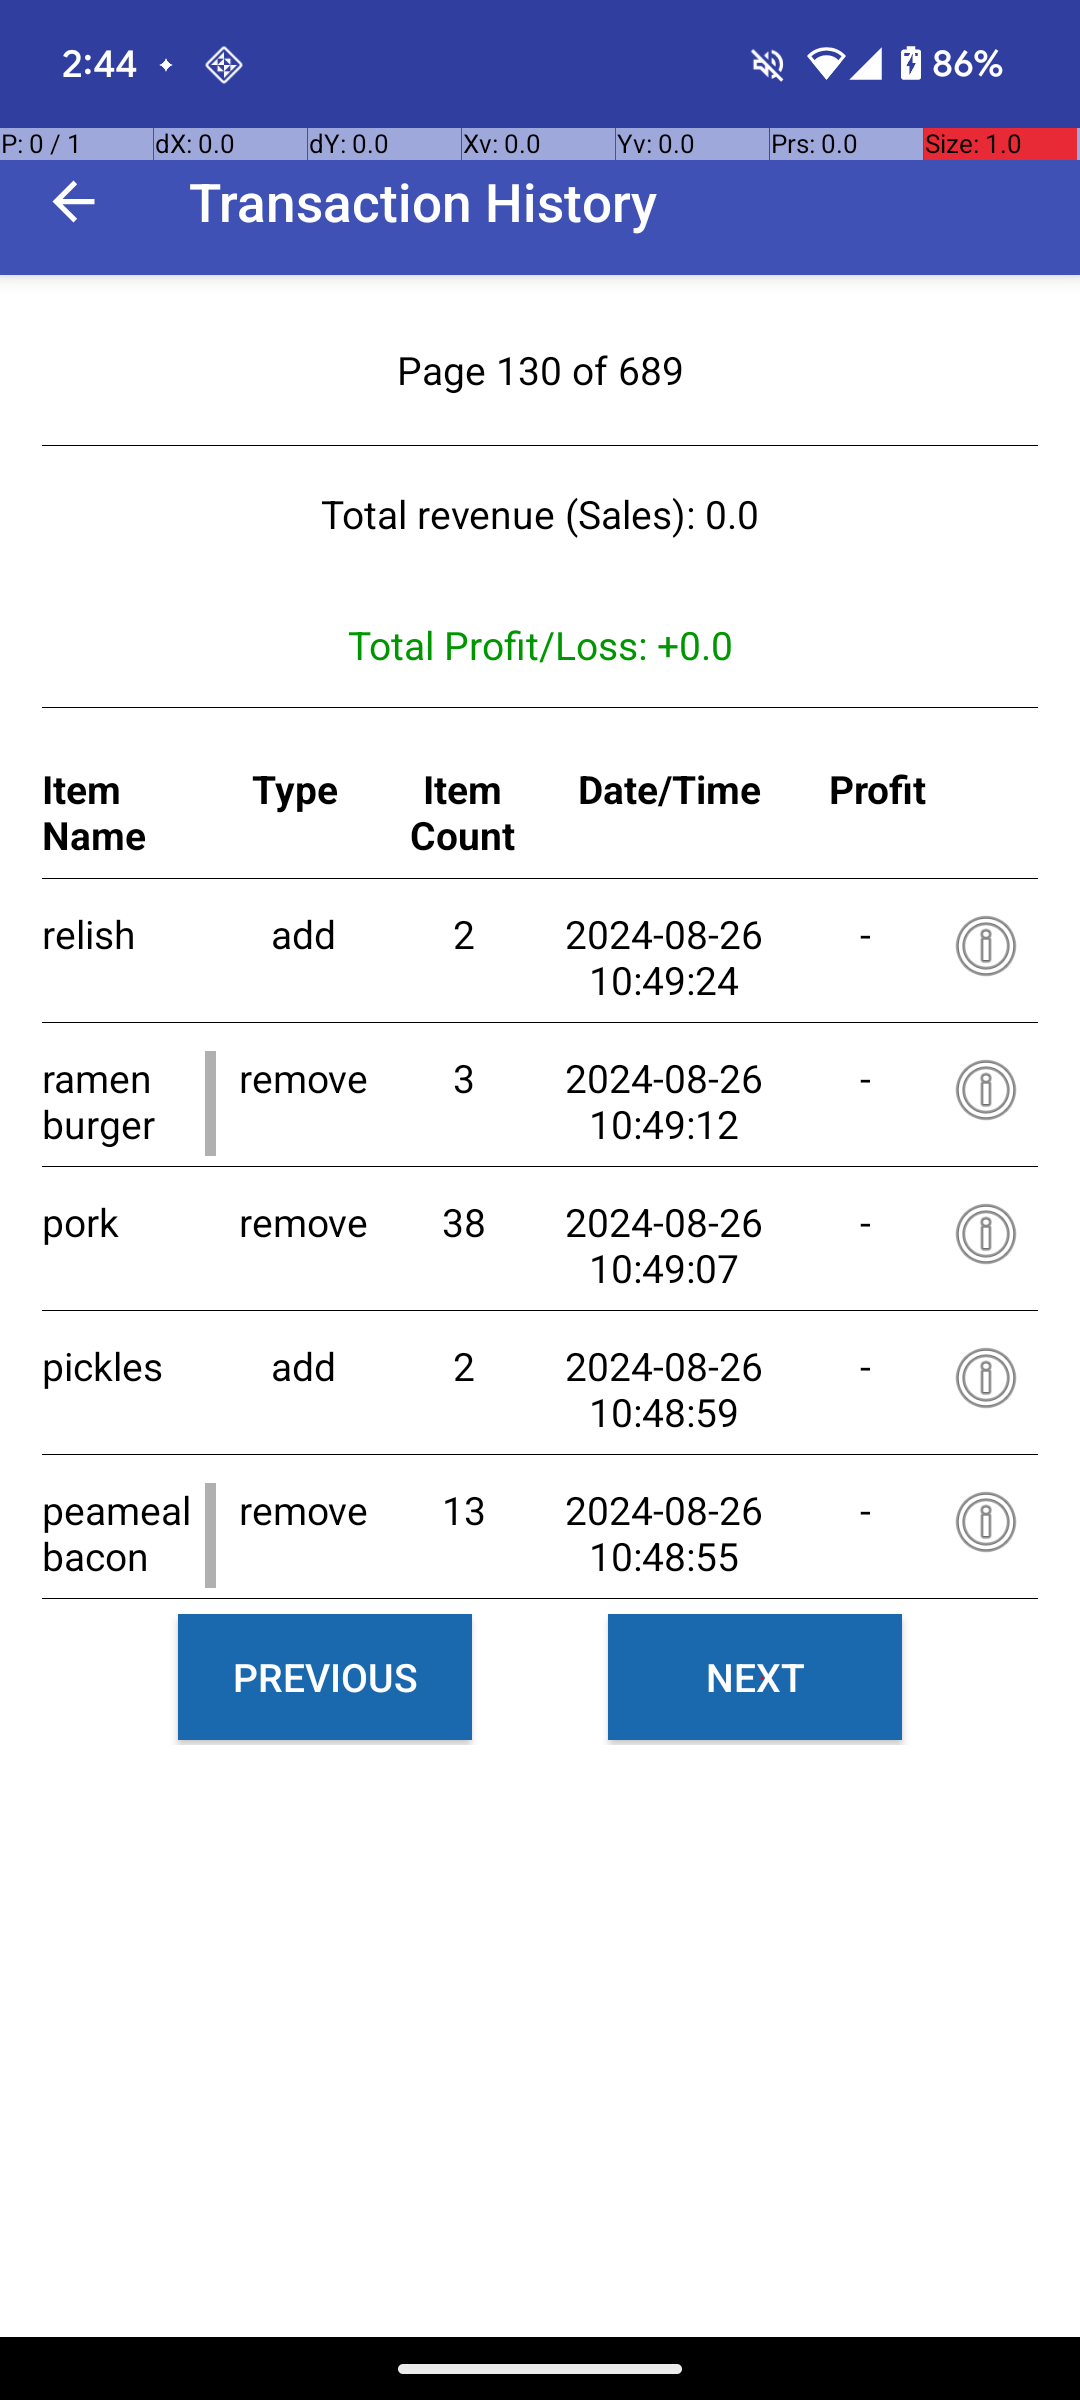 2:44
86%
P: 0 / 1 dX: 0.0 dY: 0.0 Xv: 0.0 Yv: 0.0 Prs: 0.0 Size: 1.0
Transaction History
Page 130 of 689
Total revenue (Sales): 0.0
Total Profit/Loss: +0.0
Item Name Type Item Count Date/Time Profit
relish add 2 2024-08-26 10:49:24 -
ramen burger remove 3 2024-08-26 10:49:12 -
pork remove 38 2024-08-26 10:49:07 -
pickles add 2 2024-08-26 10:48:59 -
peameal bacon remove 13 2024-08-26 10:48:55 -
PREVIOUS NEXT